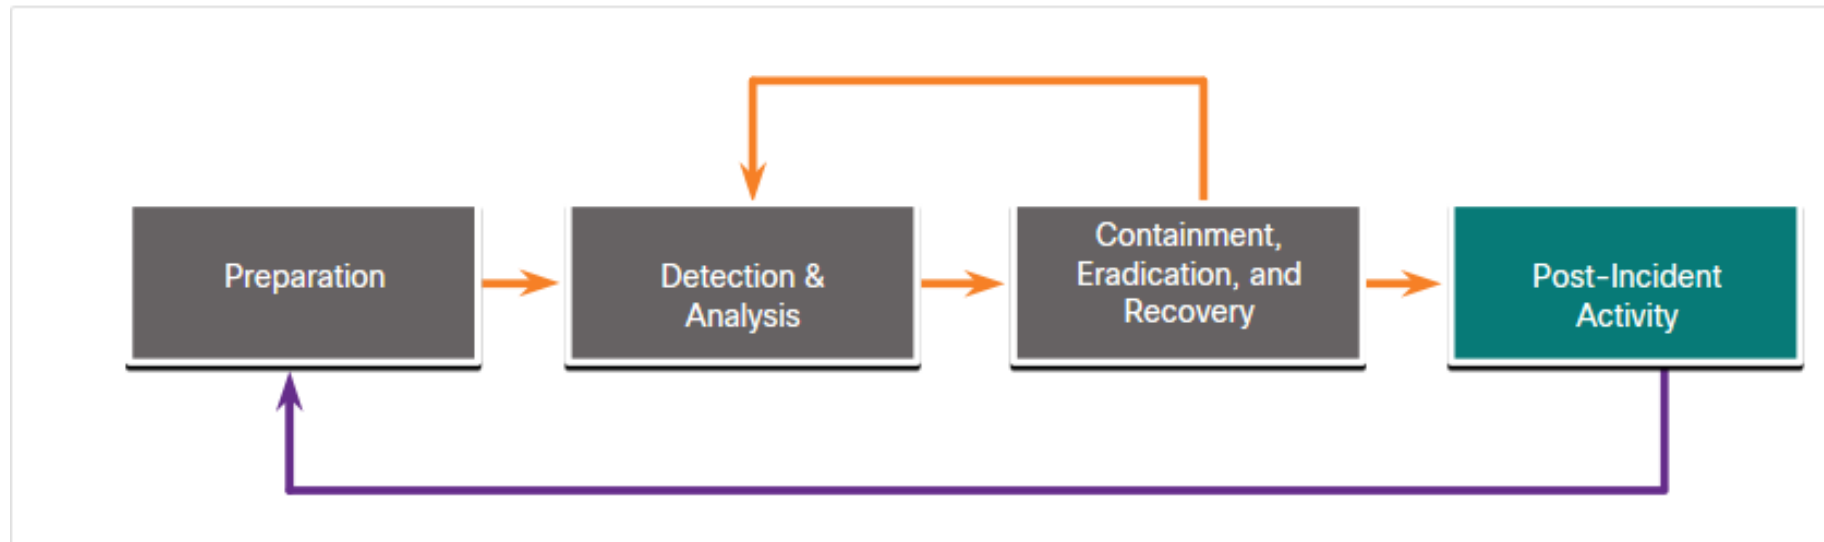 Preparation
Detection &
Analysis
Containment,
Eradication, and
Recovery
Post-Incident
Activity